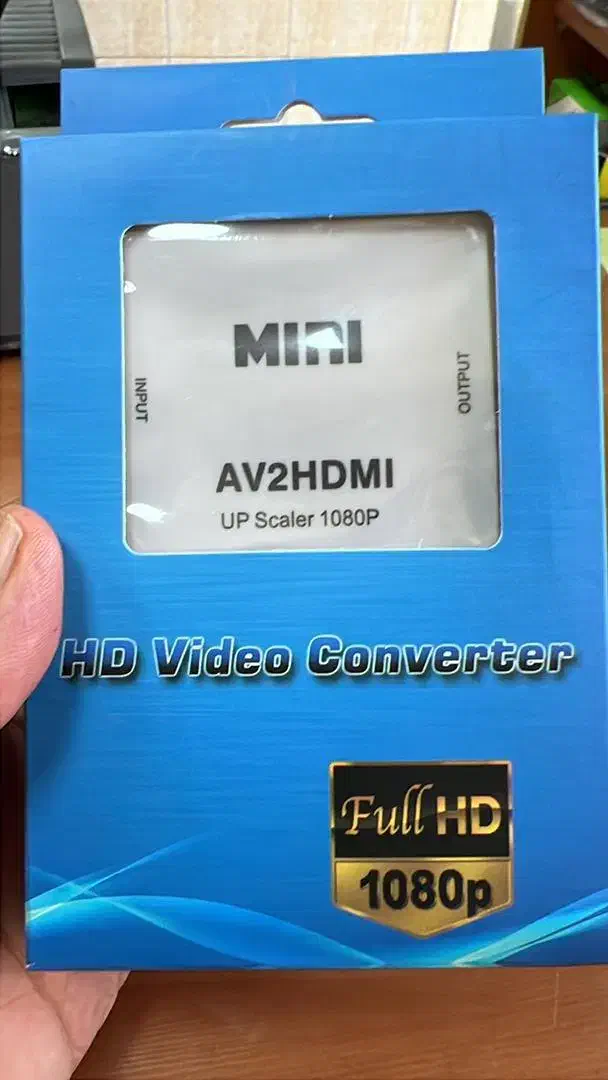 MINI
INPUT
OUTPUT
AV2HDMI
UP Scaler 1080P
HD Video Converter
Full HD
1080p